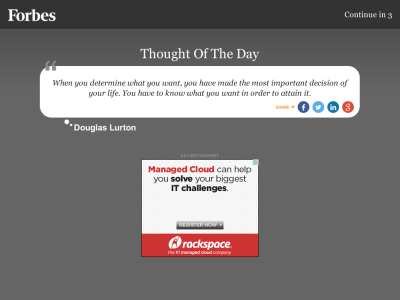 Forbes
Continue in 3
Thought Of The Day
When you determine what you want, you have made the most important decision of
your life. You have to know what you want in order to attain it.
SHARE
Douglas Lurton
ADVERTISEMENT
Managed Cloud can help
you solve your biggest
IT challenges.
REGISTER NOW
rackspace.
the #1 managed cloud company